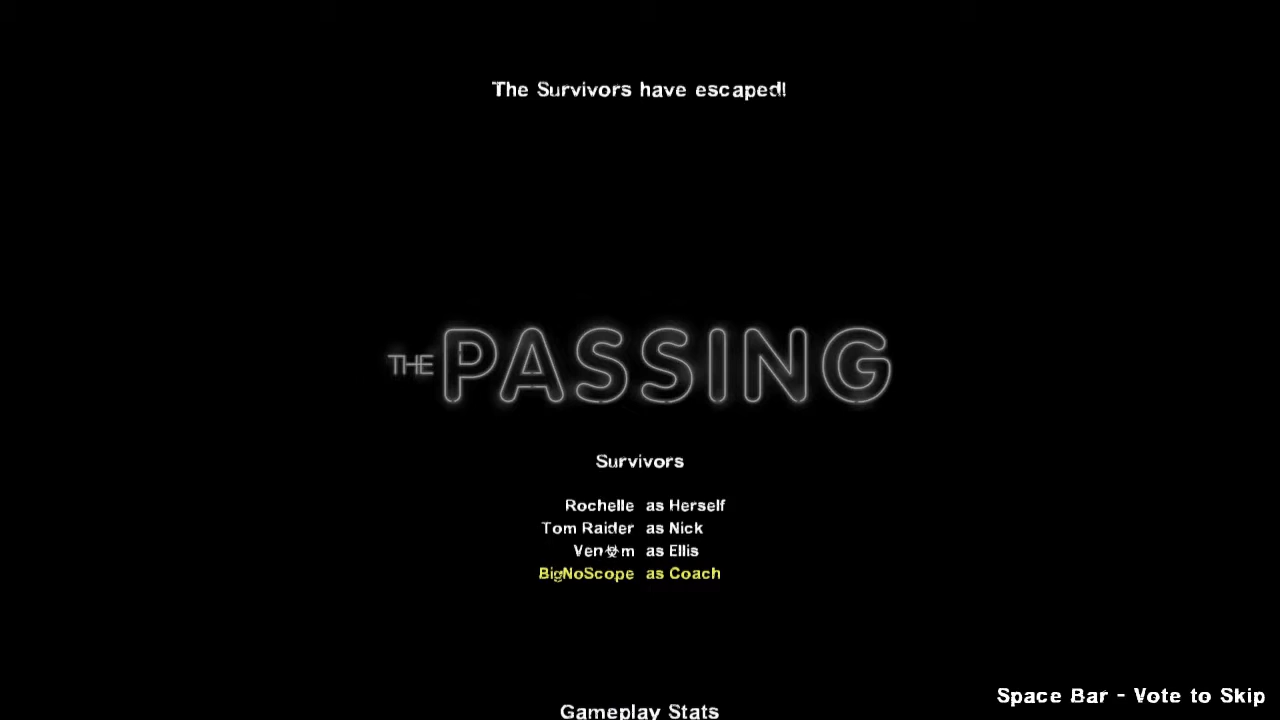 The Survivors have escaped!
THE PASSING
Survivors
Rochelle as Herself
Tom Raider as Nick
Ven☣m as Ellis
BigNoScope as Coach
Gameplay Stats
Space Bar - Vote to Skip